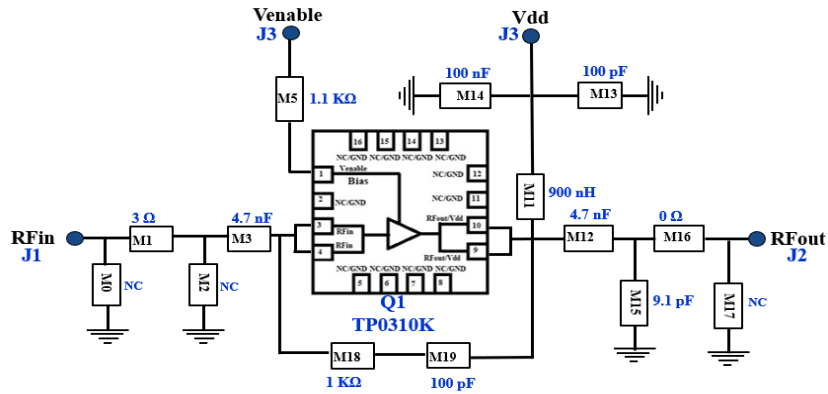 Venable
J3
Vdd
J3
M5
1.1 KΩ
100 nF
M14
100 pF
M13
16 15 14 13
NC/GND NC/GND NC/GND NC/GND
1
Venable
Bias
NC/GND
12
2
NC/GND
NC/GND
11
3
RFin
RFout/Vdd
10
4
RFin
RFout/Vdd
9
NC/GND NC/GND NC/GND NC/GND
5 6 7 8
Q1
TP0310K
M11
900 nH
RFin
J1
3 Ω
M1
4.7 nF
M3
M0
NC
M2
NC
4.7 nF
M12
0 Ω
M16
RFout
J2
M15
9.1 pF
M17
NC
M18
1 KΩ
M19
100 pF